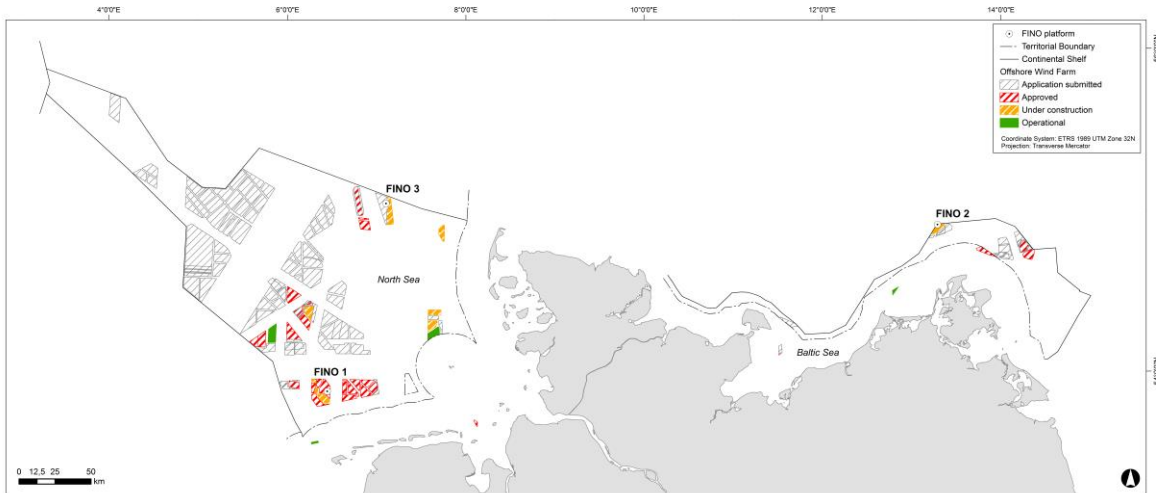 4°0'0"E 6°0'0"E 8°0'0"E 10°0'0"E 12°0'0"E 14°0'0"E
FINO platform
Territorial Boundary
Continental Shelf
Offshore Wind Farm
Application submitted
Approved
Under construction
Operational
Coordinate System: ETRS 1989 UTM Zone 32N
Projection: Transverse Mercator
FINO 3
FINO 2
North Sea
Baltic Sea
FINO 1
0 12,5 25 50
km